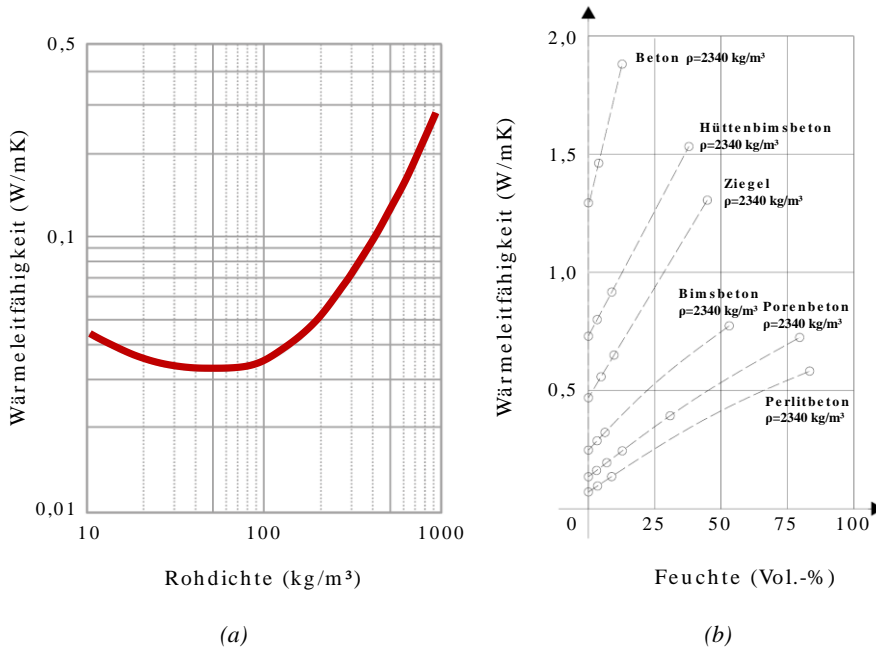 0,5
0,1
0,01
10
100
1000
Wärmeleitfähigkeit (W/mK)
Rohdichte (kg/m³)
(a)
2,0
1,5
1,0
0,5
0
25
50
75
100
Wärmeleitfähigkeit (W/mK)
Beton ρ=2340 kg/m³
Hüttenbimsbeton
ρ=2340 kg/m³
Ziegel
ρ=2340 kg/m³
Bimsbeton
ρ=2340 kg/m³
Porenbeton
ρ=2340 kg/m³
Perlitbeton
ρ=2340 kg/m³
Feuchte (Vol.-%)
(b)